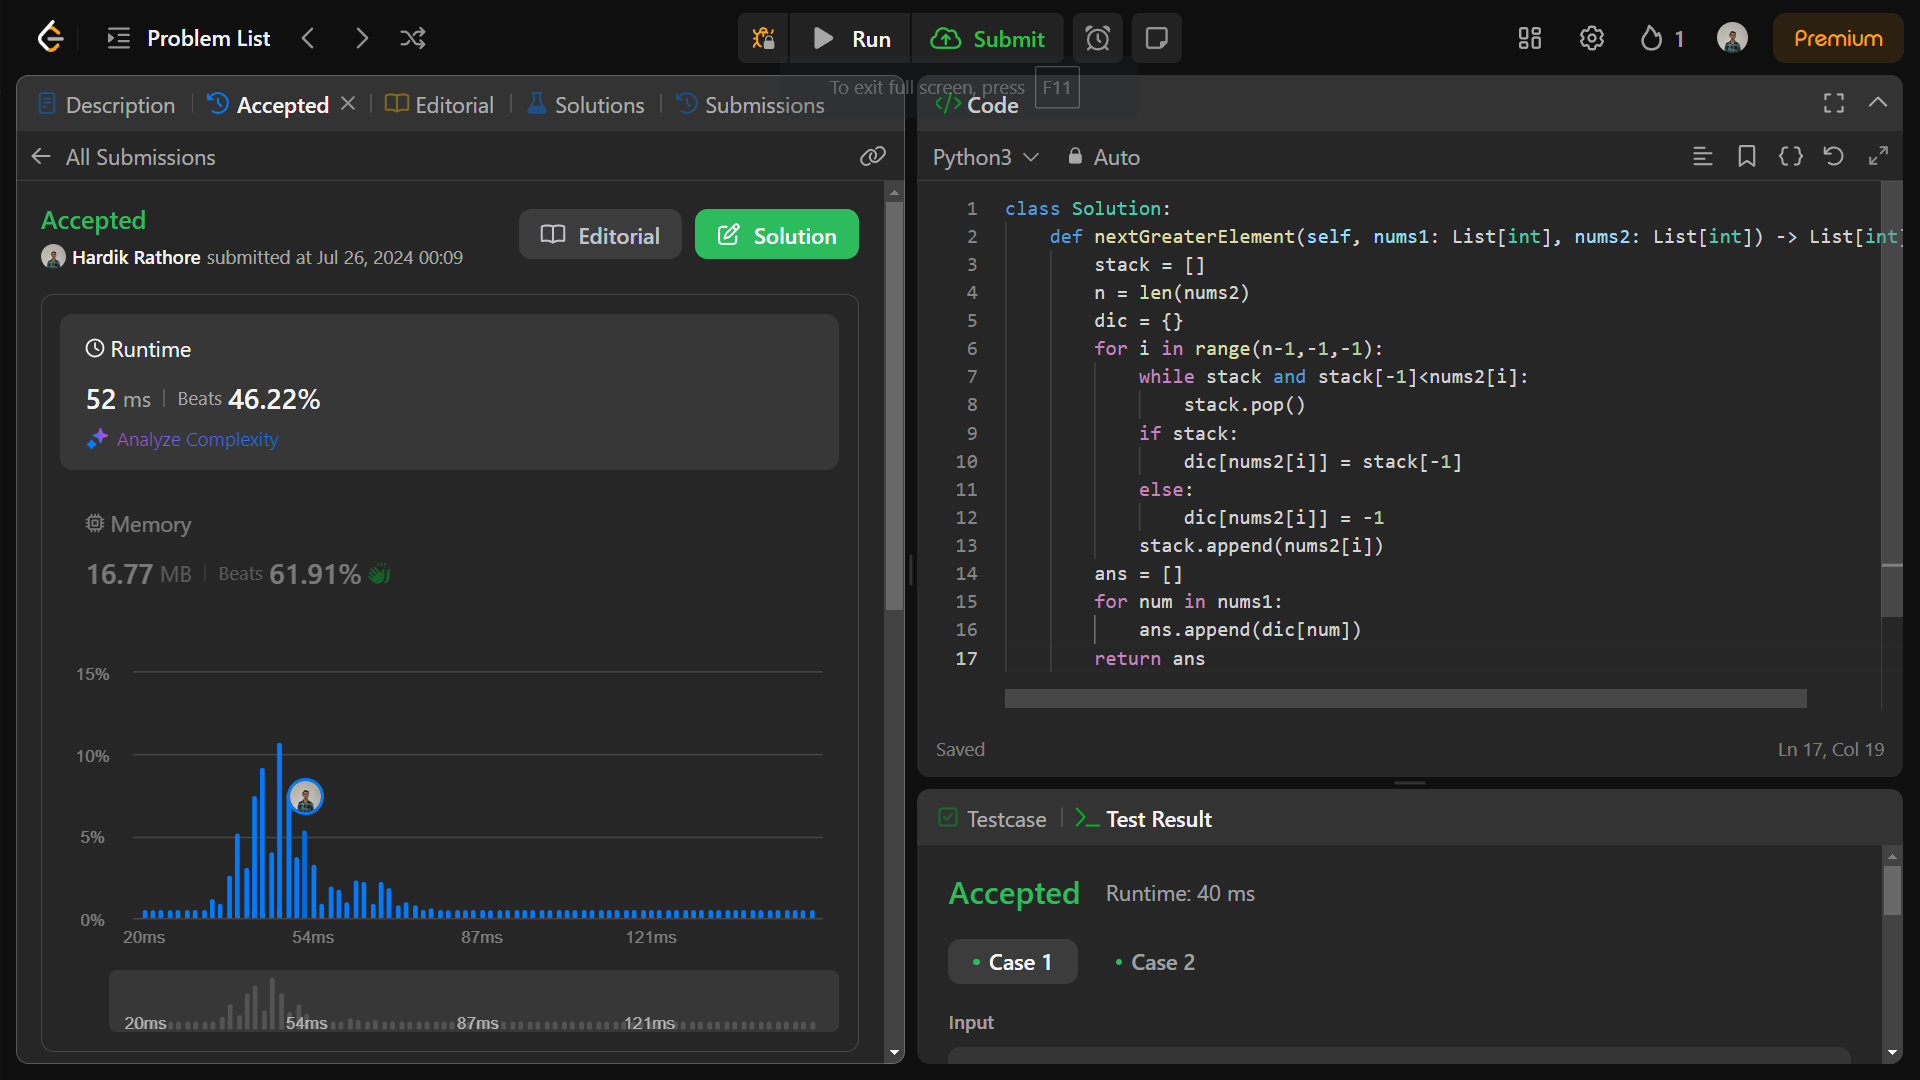 Problem List
Run
Submit
1
Premium
To exit full screen, press F11
Description
Accepted
Editorial
Solutions
Submissions
All Submissions
Accepted
Hardik Rathore submitted at Jul 26, 2024 00:09
Editorial
Solution
Runtime
52 ms | Beats 46.22%
Analyze Complexity
Memory
16.77 MB | Beats 61.91%
15%
10%
5%
0%
20ms 54ms 87ms 121ms
20ms 54ms 87ms 121ms
</> Code
Python3
Auto
1 class Solution:
2     def nextGreaterElement(self, nums1: List[int], nums2: List[int]) -> List[int]
3         stack = []
4         n = len(nums2)
5         dic = {}
6         for i in range(n-1,-1,-1):
7             while stack and stack[-1]<nums2[i]:
8                 stack.pop()
9             if stack:
10                 dic[nums2[i]] = stack[-1]
11             else:
12                 dic[nums2[i]] = -1
13             stack.append(nums2[i])
14         ans = []
15         for num in nums1:
16             ans.append(dic[num])
17         return ans
Saved
Ln 17, Col 19
Testcase
Test Result
Accepted
Runtime: 40 ms
Case 1
Case 2
Input